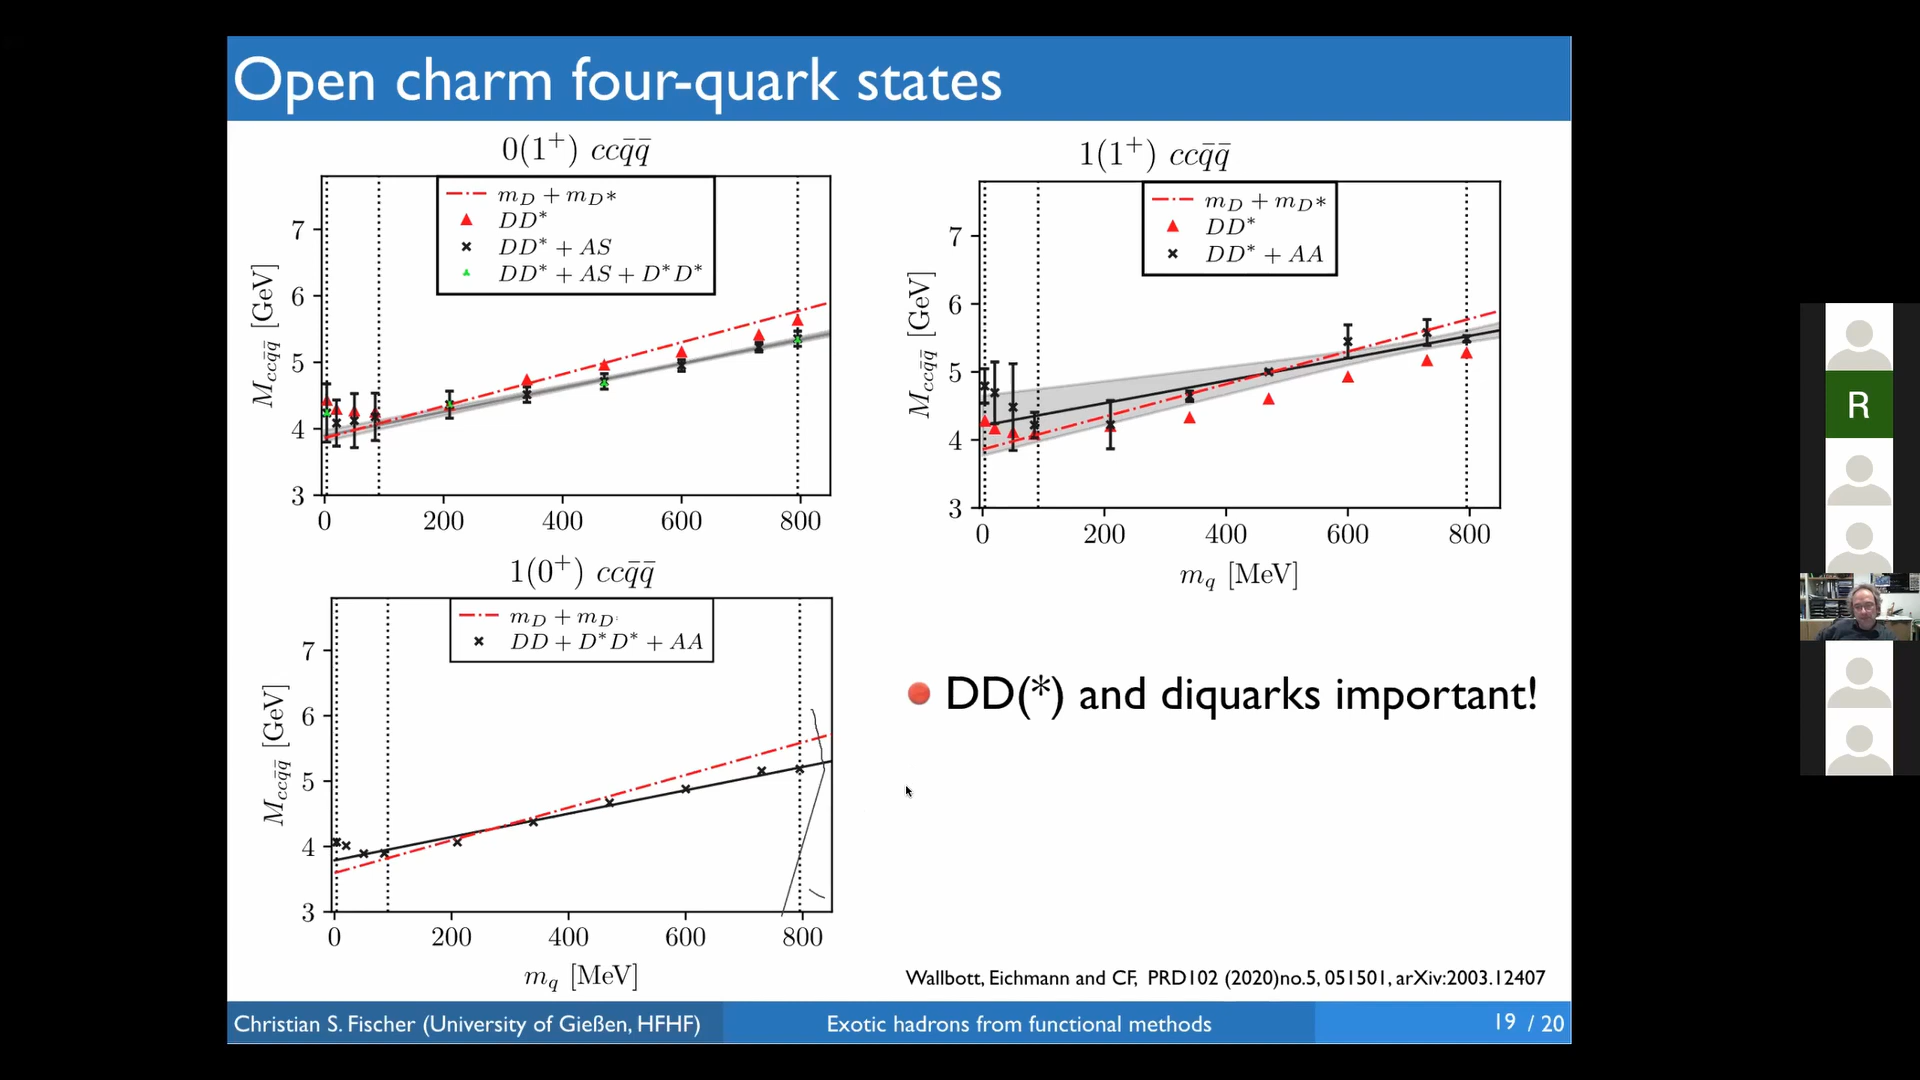 Open charm four-quark states
0(1⁺) ccq̄q̄
m_D + m_D*
DD*
DD* + AS
DD* + AS + D*D*
M_ccq̄q̄ [GeV]
7
6
5
4
3
0 200 400 600 800
1(1⁺) ccq̄q̄
m_D + m_D*
DD*
DD* + AA
M_ccq̄q̄ [GeV]
7
6
5
4
3
0 200 400 600 800
m_q [MeV]
1(0⁺) ccq̄q̄
m_D + m_D
DD + D*D* + AA
M_ccq̄q̄ [GeV]
7
6
5
4
3
0 200 400 600 800
m_q [MeV]
DD(*) and diquarks important!
Wallbott, Eichmann and CF, PRD102 (2020)no.5, 051501, arXiv:2003.12407
Christian S. Fischer (University of Gießen, HFHF) Exotic hadrons from functional methods 19 / 20
R